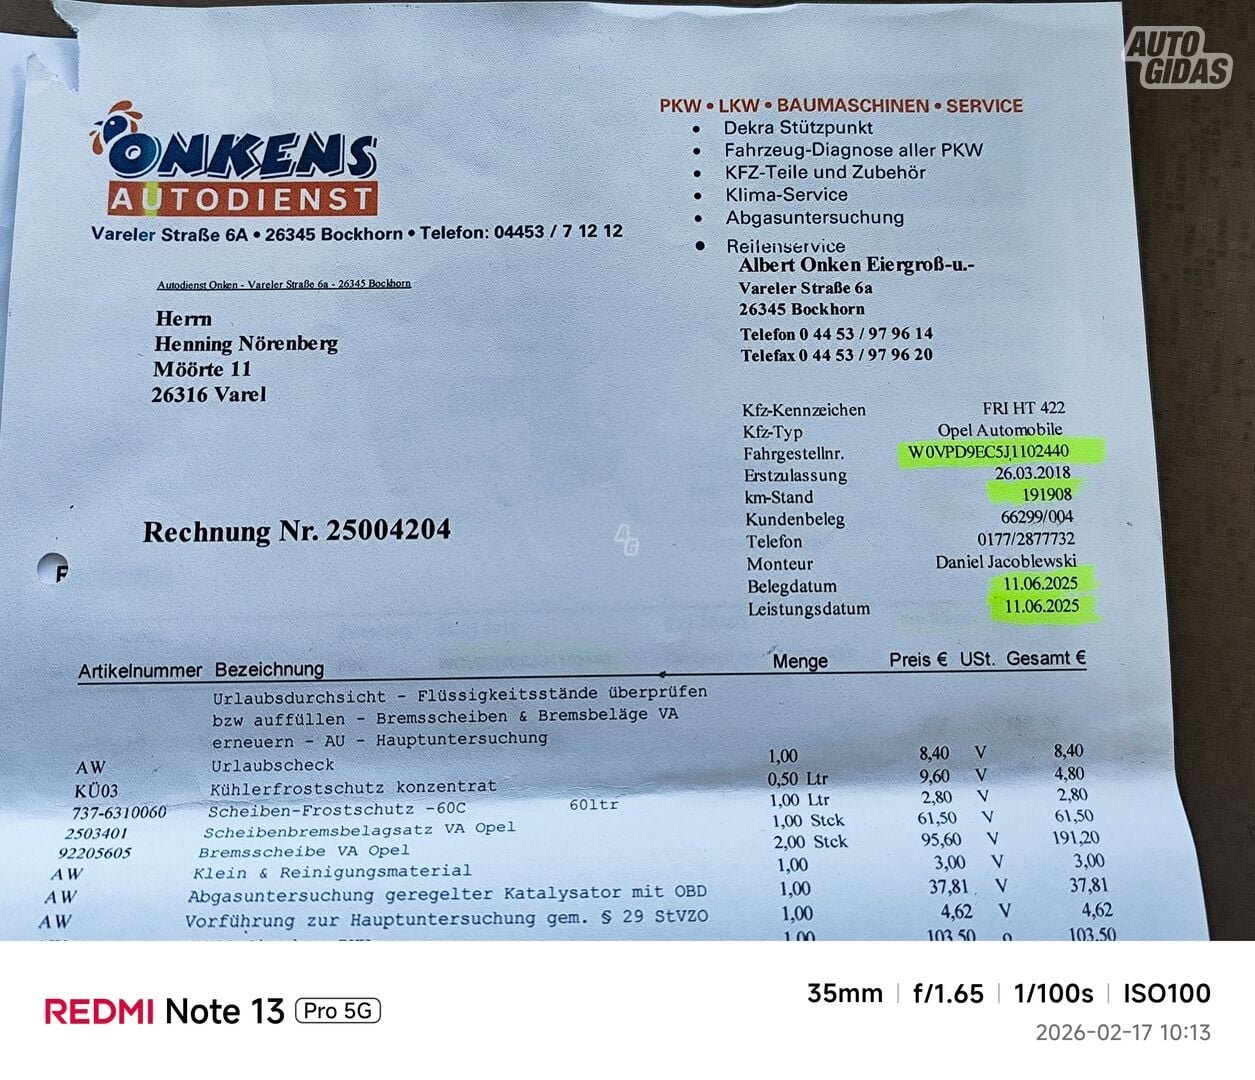 AUTO
GIDAS
ONKENS
AUTODIENST
Vareler Straße 6A • 26345 Bockhorn • Telefon: 04453 / 7 12 12
PKW • LKW • BAUMASCHINEN • SERVICE
• Dekra Stützpunkt
• Fahrzeug-Diagnose aller PKW
• KFZ-Teile und Zubehör
• Klima-Service
• Abgasuntersuchung
• Reifenservice
Albert Onken Eiergroß-u.-
Vareler Straße 6a
26345 Bockhorn
Telefon 0 44 53 / 97 96 14
Telefax 0 44 53 / 97 96 20
Autodienst Onken - Vareler Straße 6a - 26345 Bockhorn
Herrn
Henning Nörenberg
Möörte 11
26316 Varel
Kfz-Kennzeichen FRI HT 422
Kfz-Typ Opel Automobile
Fahrgestellnr. W0VPD9EC5J1102440
Erstzulassung 26.03.2018
km-Stand 191908
Kundenbeleg 66299/004
Telefon 0177/2877732
Monteur Daniel Jacoblewski
Belegdatum 11.06.2025
Leistungsdatum 11.06.2025
Rechnung Nr. 25004204
F
Artikelnummer Bezeichnung Menge Preis € USt. Gesamt €
Urlaubsdurchsicht - Flüssigkeitsstände überprüfen
bzw auffüllen - Bremsscheiben & Bremsbeläge VA
erneuern - AU - Hauptuntersuchung
AW Urlaubscheck 1,00 8,40 V 8,40
KÜ03 Kühlerfrostschutz konzentrat 0,50 Ltr 9,60 V 4,80
737-6310060 Scheiben-Frostschutz -60C 60ltr 1,00 Ltr 2,80 V 2,80
2503401 Scheibenbremsbelagsatz VA Opel 1,00 Stck 61,50 V 61,50
92205605 Bremsscheibe VA Opel 2,00 Stck 95,60 V 191,20
AW Klein & Reinigungsmaterial 1,00 3,00 V 3,00
AW Abgasuntersuchung geregelter Katalysator mit OBD 1,00 37,81 V 37,81
AW Vorführung zur Hauptuntersuchung gem. § 29 StVZO 1,00 4,62 V 4,62
1,00 103,50 o 103,50
REDMI Note 13 Pro 5G
35mm | f/1.65 | 1/100s | ISO100
2026-02-17 10:13